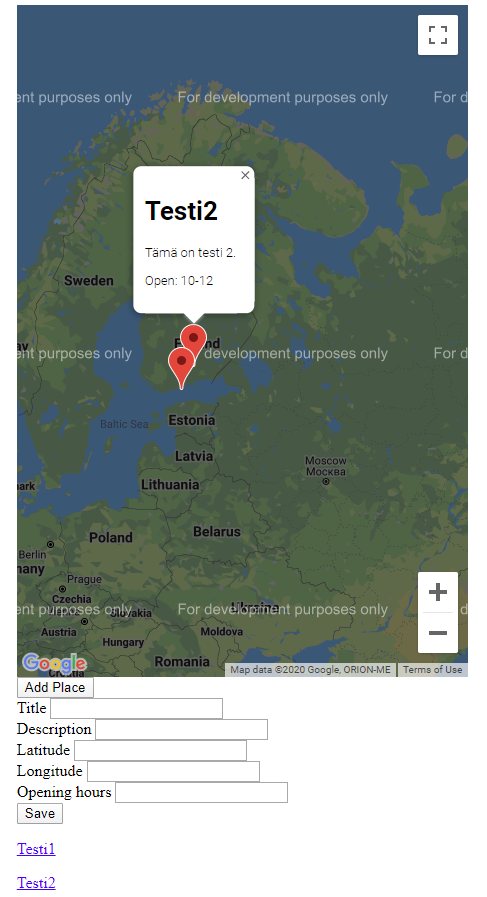 ent purposes only For development purposes only For d
Testi2
Tämä on testi 2.
Open: 10-12
Sweden
ent purposes only development purposes only For d
Baltic Sea
Estonia
Latvia
Moscow
Москва
Lithuania
Belarus
Poland
Berlin
Prague
Czechia
ent purposes only For development purposes only For d
Ukraine
Slovakia
Austria
Moldova
Hungary
Romania
Croatia
Google
Map data ©2020 Google, ORION-ME Terms of Use
Add Place
Title
Description
Latitude
Longitude
Opening hours
Save
Testi1
Testi2